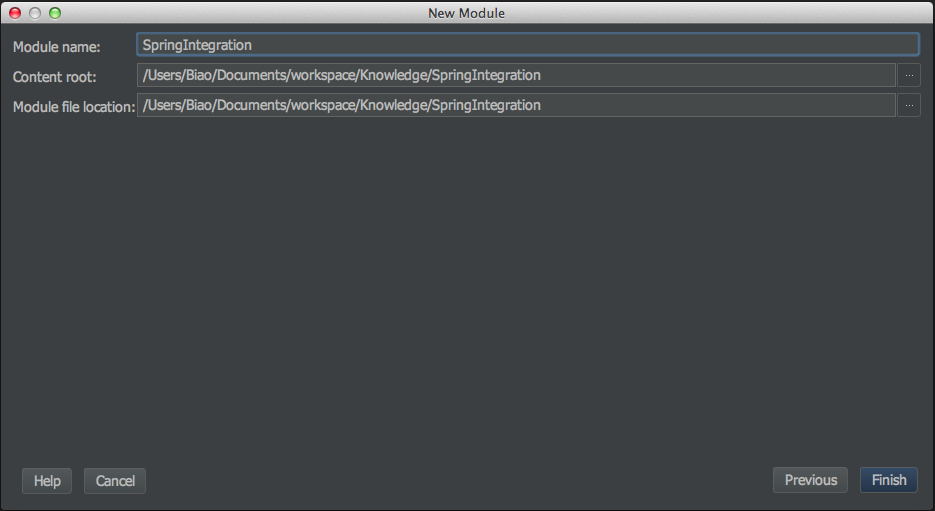 New Module
Module name: SpringIntegration
Content root: /Users/Biao/Documents/workspace/Knowledge/SpringIntegration ...
Module file location: /Users/Biao/Documents/workspace/Knowledge/SpringIntegration ...
Help Cancel Previous Finish